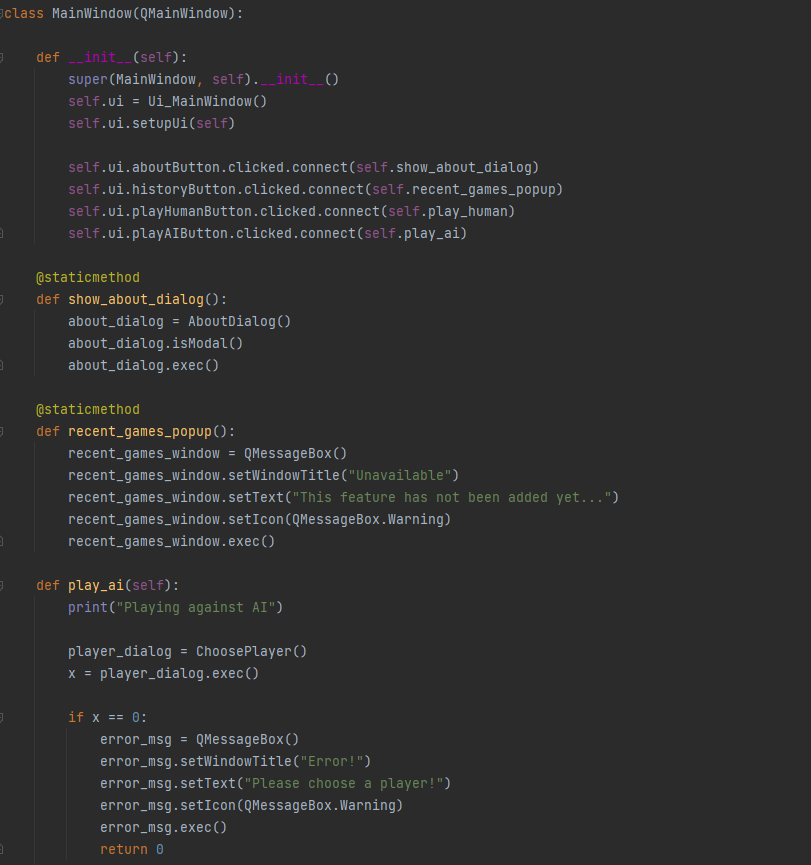 class MainWindow(QMainWindow):
def __init__(self):
super(MainWindow, self).__init__()
self.ui = Ui_MainWindow()
self.ui.setupUi(self)
self.ui.aboutButton.clicked.connect(self.show_about_dialog)
self.ui.historyButton.clicked.connect(self.recent_games_popup)
self.ui.playHumanButton.clicked.connect(self.play_human)
self.ui.playAIButton.clicked.connect(self.play_ai)
@staticmethod
def show_about_dialog():
about_dialog = AboutDialog()
about_dialog.isModal()
about_dialog.exec()
@staticmethod
def recent_games_popup():
recent_games_window = QMessageBox()
recent_games_window.setWindowTitle("Unavailable")
recent_games_window.setText("This feature has not been added yet...")
recent_games_window.setIcon(QMessageBox.Warning)
recent_games_window.exec()
def play_ai(self):
print("Playing against AI")
player_dialog = ChoosePlayer()
x = player_dialog.exec()
if x == 0:
error_msg = QMessageBox()
error_msg.setWindowTitle("Error!")
error_msg.setText("Please choose a player!")
error_msg.setIcon(QMessageBox.Warning)
error_msg.exec()
return 0